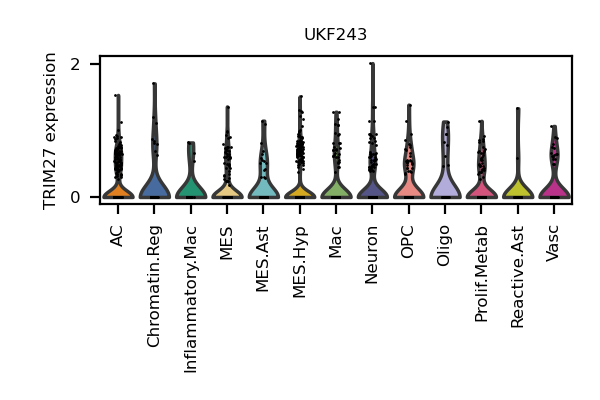 UKF243
TRIM27 expression
2
0
AC
Chromatin.Reg
Inflammatory.Mac
MES
MES.Ast
MES.Hyp
Mac
Neuron
OPC
Oligo
Prolif.Metab
Reactive.Ast
Vasc